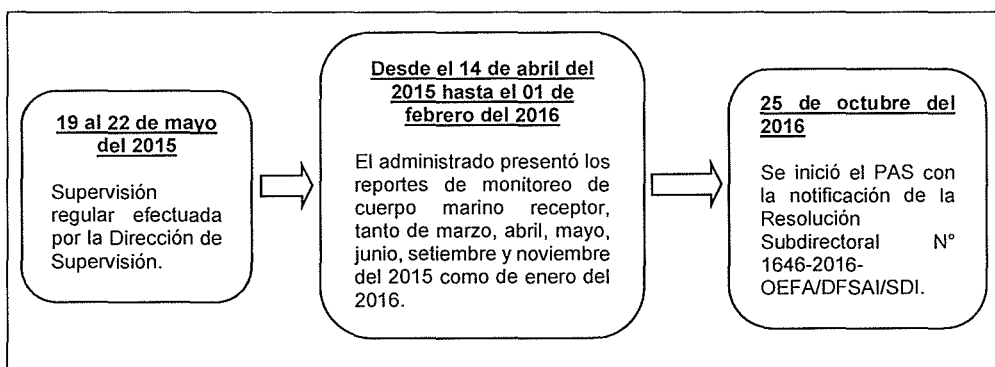 19 al 22 de mayo
del 2015
Supervisión
regular efectuada
por la Dirección de
Supervisión.
Desde el 14 de abril del
2015 hasta el 01 de
febrero del 2016
El administrado presentó los
reportes de monitoreo de
cuerpo marino receptor,
tanto de marzo, abril, mayo,
junio, setiembre y noviembre
del 2015 como de enero del
2016.
25 de octubre del
2016
Se inició el PAS con
la notificación de la
Resolución
Subdirectoral N°
1646-2016-
OEFA/DFSAI/SDI.